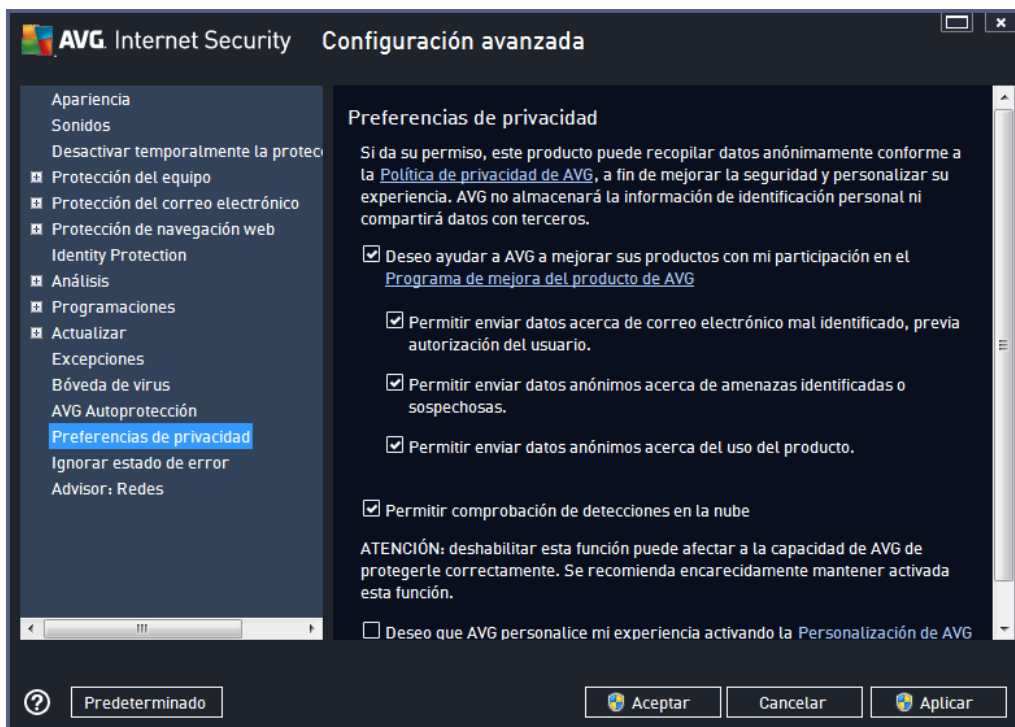 AVG. Internet Security Configuración avanzada
Apariencia
Sonidos
Desactivar temporalmente la protec
Protección del equipo
Protección del correo electrónico
Protección de navegación web
Identity Protection
Análisis
Programaciones
Actualizar
Excepciones
Bóveda de virus
AVG Autoprotección
Preferencias de privacidad
Ignorar estado de error
Advisor: Redes
Preferencias de privacidad
Si da su permiso, este producto puede recopilar datos anónimamente conforme a
la Política de privacidad de AVG, a fin de mejorar la seguridad y personalizar su
experiencia. AVG no almacenará la información de identificación personal ni
compartirá datos con terceros.
Deseo ayudar a AVG a mejorar sus productos con mi participación en el
Programa de mejora del producto de AVG
Permitir enviar datos acerca de correo electrónico mal identificado, previa
autorización del usuario.
Permitir enviar datos anónimos acerca de amenazas identificadas o
sospechosas.
Permitir enviar datos anónimos acerca del uso del producto.
Permitir comprobación de detecciones en la nube
ATENCIÓN: deshabilitar esta función puede afectar a la capacidad de AVG de
protegerle correctamente. Se recomienda encarecidamente mantener activada
esta función.
Deseo que AVG personalice mi experiencia activando la Personalización de AVG
Predeterminado
Aceptar
Cancelar
Aplicar